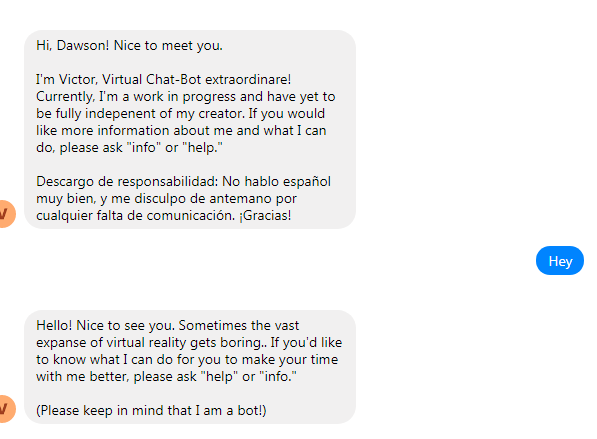 Hi, Dawson! Nice to meet you.
I'm Victor, Virtual Chat-Bot extraordinare!
Currently, I'm a work in progress and have yet to
be fully indepenent of my creator. If you would
like more information about me and what I can
do, please ask "info" or "help."
Descargo de responsabilidad: No hablo español
muy bien, y me disculpo de antemano por
cualquier falta de comunicación. ¡Gracias!
V
Hey
Hello! Nice to see you. Sometimes the vast
expanse of virtual reality gets boring.. If you'd like
to know what I can do for you to make your time
with me better, please ask "help" or "info."
(Please keep in mind that I am a bot!)
V